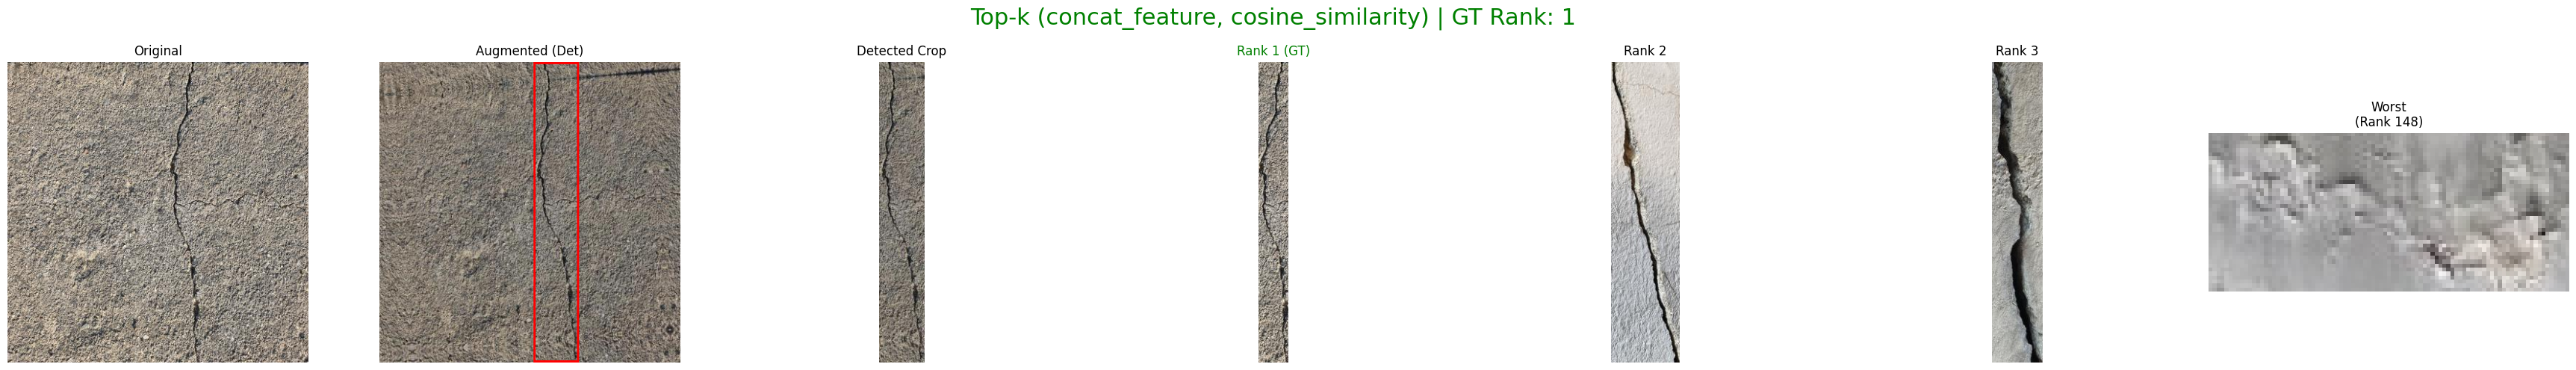 Top-k (concat_feature, cosine_similarity) | GT Rank: 1
Original
Augmented (Det)
Detected Crop
Rank 1 (GT)
Rank 2
Rank 3
Worst
(Rank 148)